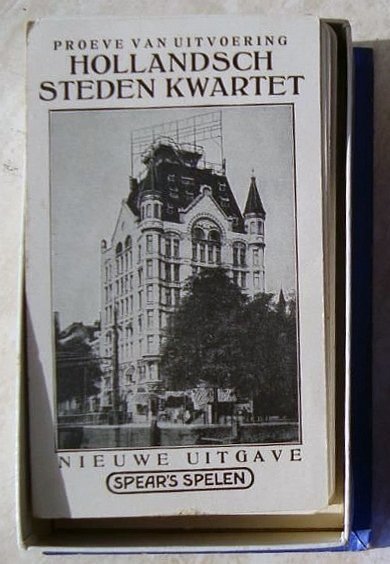 PROEVE VAN UITVOERING
HOLLANDSCH
STEDEN KWARTET
NIEUWE UITGAVE
SPEAR'S SPELEN